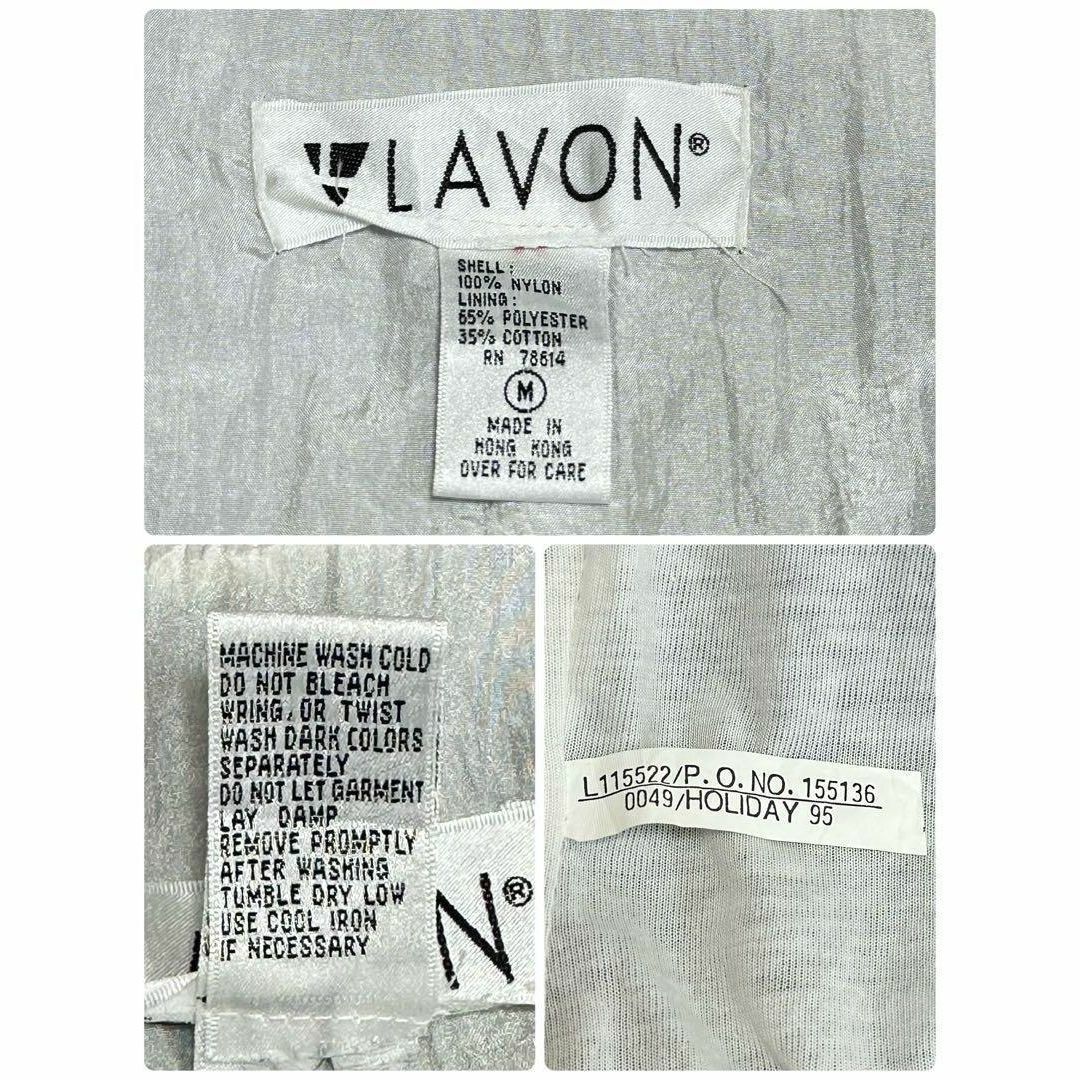 LAVON®
SHELL:
100% NYLON
LINING:
65% POLYESTER
35% COTTON
RN 78614
M
MADE IN
HONG KONG
OVER FOR CARE
MACHINE WASH COLD
DO NOT BLEACH
WRING, OR TWIST
WASH DARK COLORS
SEPARATELY
DO NOT LET GARMENT
LAY DAMP
REMOVE PROMPTLY
AFTER WASHING
TUMBLE DRY LOW
USE COOL IRON
IF NECESSARY
N®
L115522/P.O.NO. 155136
0049/HOLIDAY 95